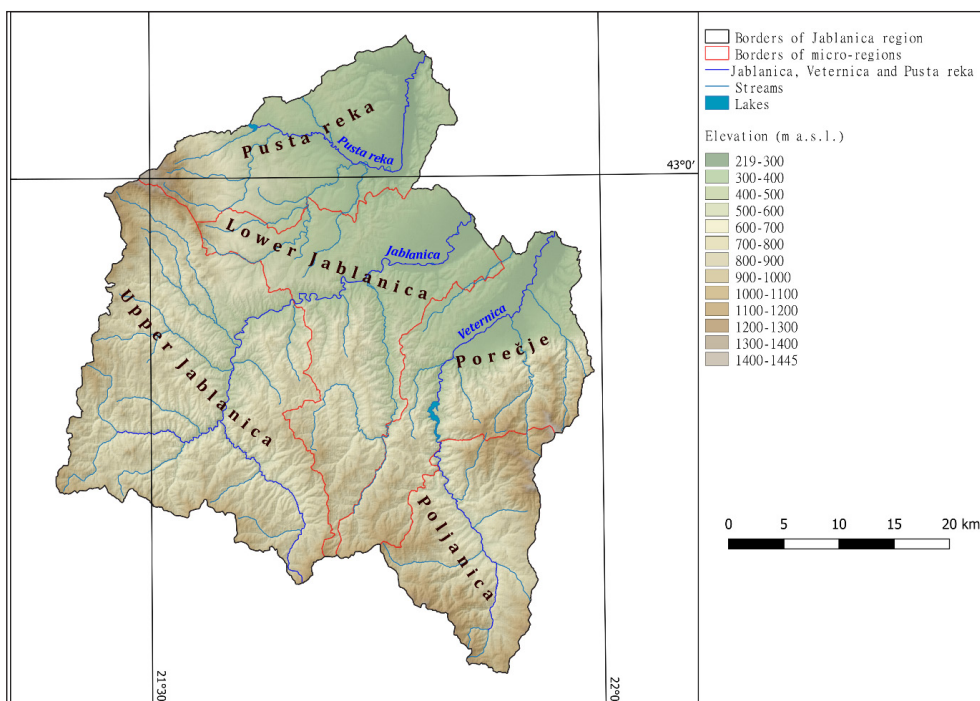 Pusta reka
Pusta reka
Lower Jablanica
Jablanica
Upper Jablanica
Veternica
Porečje
Poljanica
43°0'
21°30
22°0
Borders of Jablanica region
Borders of micro-regions
Jablanica, Veternica and Pusta reka
Streams
Lakes
Elevation (m a.s.l.)
219-300
300-400
400-500
500-600
600-700
700-800
800-900
900-1000
1000-1100
1100-1200
1200-1300
1300-1400
1400-1445
0 5 10 15 20 km